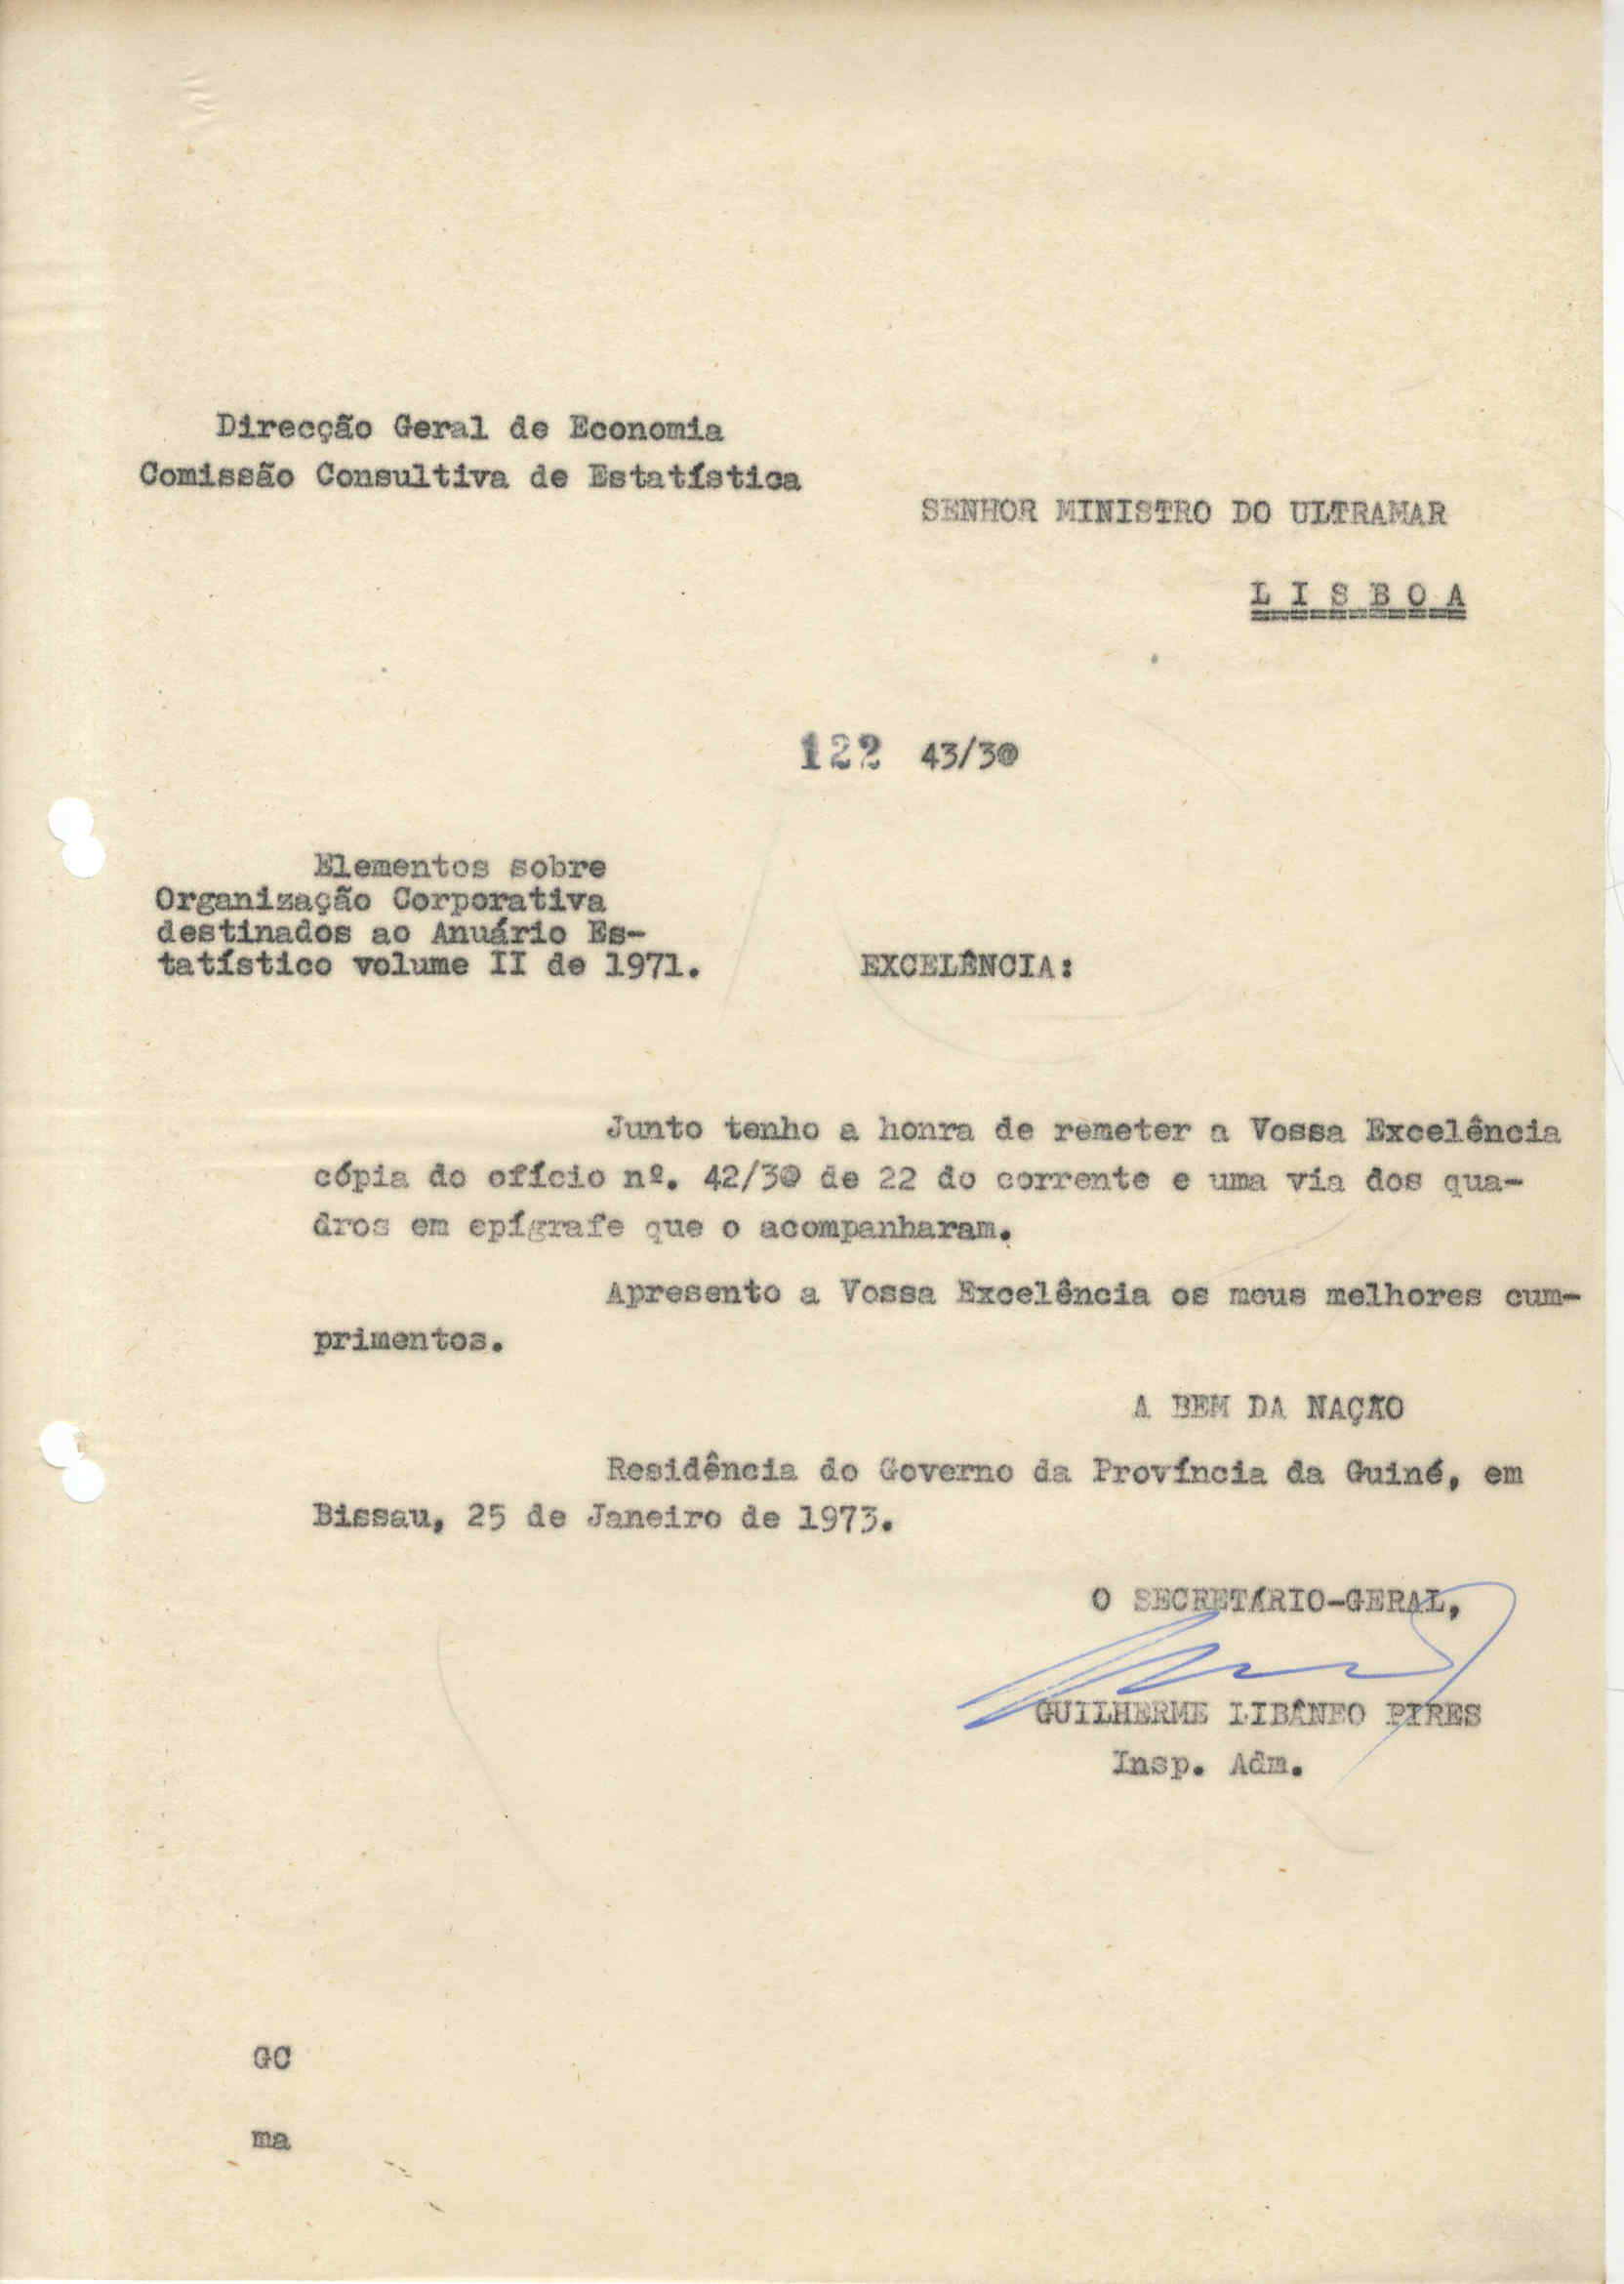 Direcção Geral de Economia
Comissão Consultiva de Estatística
SENHOR MINISTRO DO ULTRAMAR
L I S B O A
122 43/3@
Elementos sobre
Organização Corporativa
destinados ao Anuário Es-
tatístico volume II de 1971.
EXCELÊNCIA:
Junto tenho a honra de remeter a Vossa Excelência
cópia do ofício nº. 42/3@ de 22 do corrente e uma via dos qua-
dros em epígrafe que o acompanharam.
Apresento a Vossa Excelência os meus melhores cum-
primentos.
A BEM DA NAÇÃO
Residência do Governo da Província da Guiné, em
Bissau, 25 de Janeiro de 1973.
O SECRETÁRIO-GERAL,
GUILHERME LIBÂNEO PIRES
Insp. Adm.
GC
ma